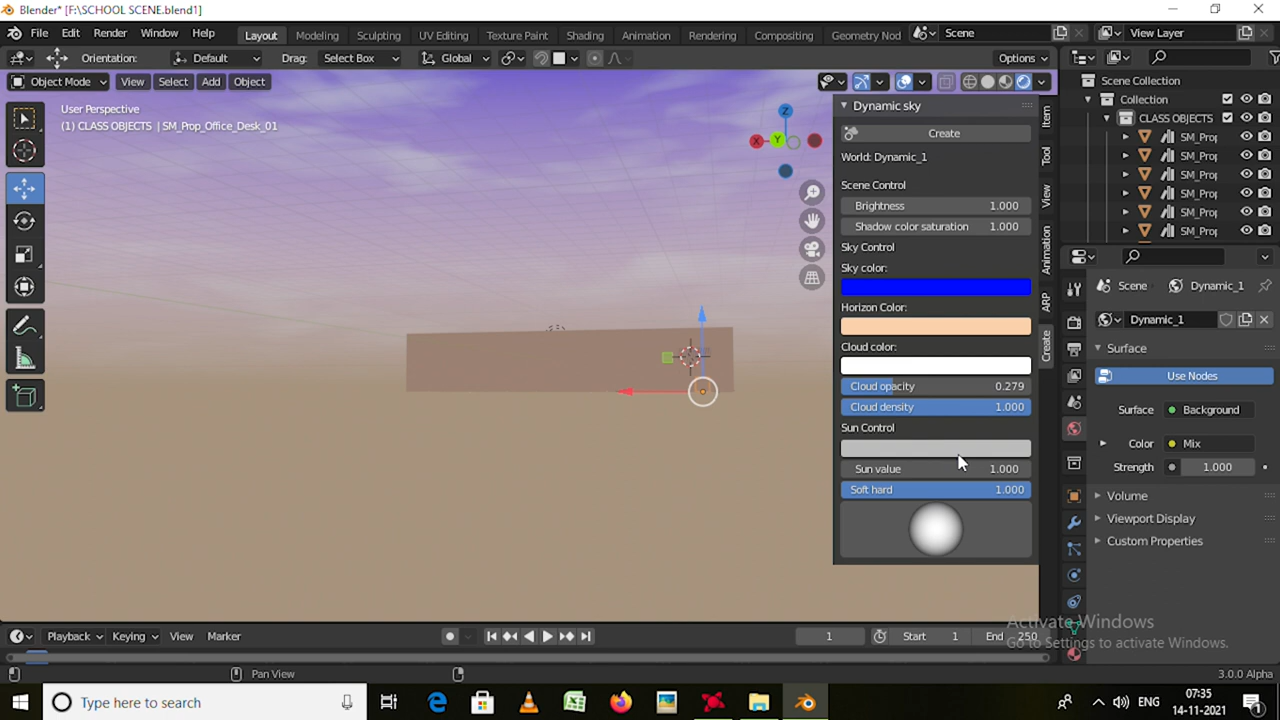 Blender* [F:\SCHOOL SCENE.blend1]
File Edit Render Window Help Layout Modeling Sculpting UV Editing Texture Paint Shading Animation Rendering Compositing Geometry Nod Scene View Layer
Orientation: Default Drag: Select Box Global Options
Object Mode View Select Add Object
User Perspective
(1) CLASS OBJECTS | SM_Prop_Office_Desk_01
X Y Z
Dynamic sky
Create
World: Dynamic_1
Scene Control
Brightness 1.000
Shadow color saturation 1.000
Sky Control
Sky color:
Horizon Color:
Cloud color:
Cloud opacity 0.279
Cloud density 1.000
Sun Control
Sun value 1.000
Soft hard 1.000
Item
Tool
View
Animation
ARP
Create
Scene Collection
Collection
CLASS OBJECTS
SM_Prop
SM_Prop
SM_Prop
SM_Prop
SM_Prop
SM_Prop
Scene Dynamic_1
Dynamic_1
Surface
Use Nodes
Surface Background
Color Mix
Strength 1.000
Volume
Viewport Display
Custom Properties
Activate Windows
Go to Settings to activate Windows.
Playback Keying View Marker 1 Start 1 End 250
Pan View 3.0.0 Alpha
Type here to search ENG 07:35
14-11-2021 1